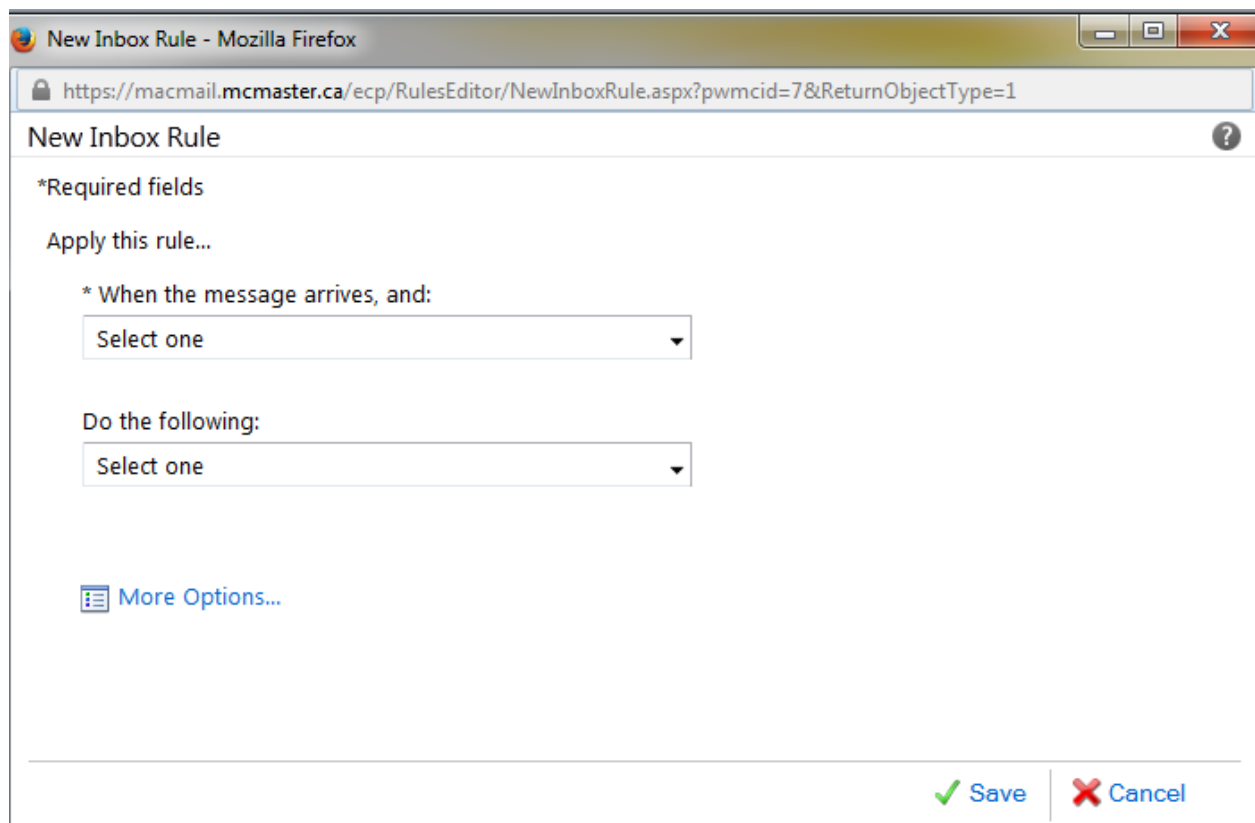 New Inbox Rule - Mozilla Firefox
https://macmail.mcmaster.ca/ecp/RulesEditor/NewInboxRule.aspx?pwmcid=7&ReturnObjectType=1
New Inbox Rule
*Required fields
Apply this rule...
* When the message arrives, and:
Select one
Do the following:
Select one
More Options...
Save Cancel